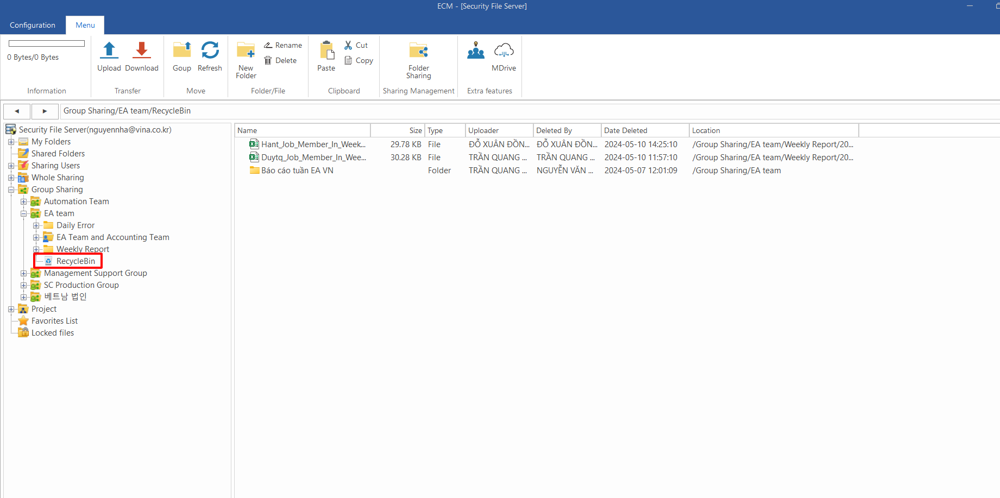 ECM - [Security File Server]
Configuration
Menu
0 Bytes/0 Bytes
Upload
Download
Goup
Refresh
New Folder
Rename
Delete
Paste
Cut
Copy
Folder Sharing
MDrive
Information
Transfer
Move
Folder/File
Clipboard
Sharing Management
Extra features
Group Sharing/EA team/RecycleBin
Security File Server(nguyennha@vina.co.kr)
My Folders
Shared Folders
Sharing Users
Whole Sharing
Group Sharing
Automation Team
EA team
Daily Error
EA Team and Accounting Team
Weekly Report
RecycleBin
Management Support Group
SC Production Group
베트남 법인
Project
Favorites List
Locked files
Name Size Type Uploader Deleted By Date Deleted Location
Hant_Job_Member_In_Week... 29.78 KB File ĐỖ XUÂN ĐỒN... ĐỖ XUÂN ĐỒN... 2024-05-10 14:25:10 /Group Sharing/EA team/Weekly Report/20...
Duytq_Job_Member_In_Wee... 30.28 KB File TRẦN QUANG ... TRẦN QUANG ... 2024-05-10 11:57:10 /Group Sharing/EA team/Weekly Report/20...
Báo cáo tuần EA VN Folder TRẦN QUANG ... NGUYỄN VĂN ... 2024-05-07 12:01:09 /Group Sharing/EA team